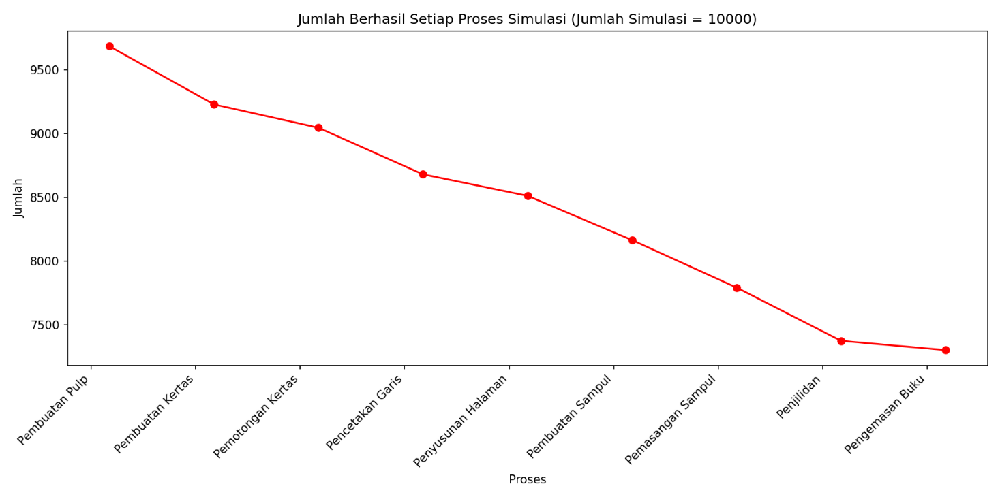 Jumlah Berhasil Setiap Proses Simulasi (Jumlah Simulasi = 10000)
Jumlah
9500
9000
8500
8000
7500
Pembuatan Pulp
Pembuatan Kertas
Pemotongan Kertas
Pencetakan Garis
Penyusunan Halaman
Pembuatan Sampul
Pemasangan Sampul
Penjilidan
Pengemasan Buku
Proses